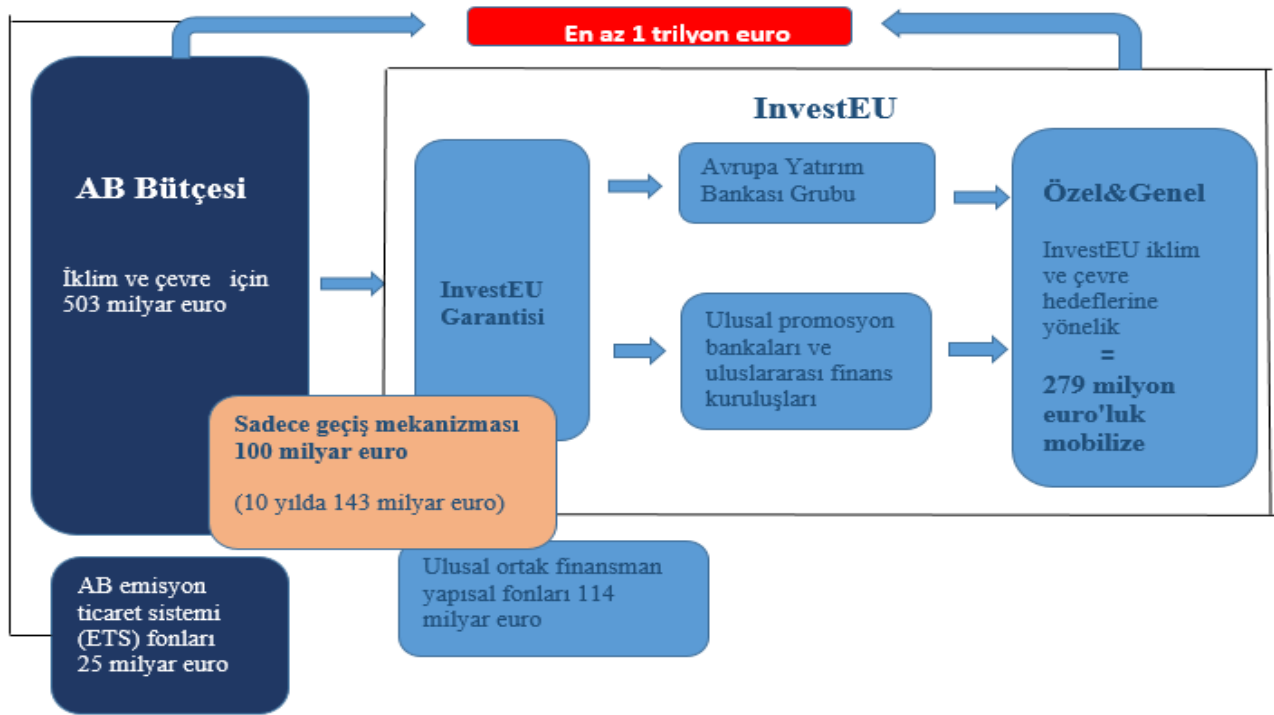 En az 1 trilyon euro
AB Bütçesi
İklim ve çevre için
503 milyar euro
InvestEU
InvestEU
Garantisi
Avrupa Yatırım
Bankası Grubu
Ulusal promosyon
bankaları ve
uluslararası finans
kuruluşları
Özel&Genel
InvestEU iklim
ve çevre
hedeflerine
yönelik
=
279 milyon
euro'luk
mobilize
Sadece geçiş mekanizması
100 milyar euro
(10 yılda 143 milyar euro)
AB emisyon
ticaret sistemi
(ETS) fonları
25 milyar euro
Ulusal ortak finansman
yapısal fonları 114
milyar euro